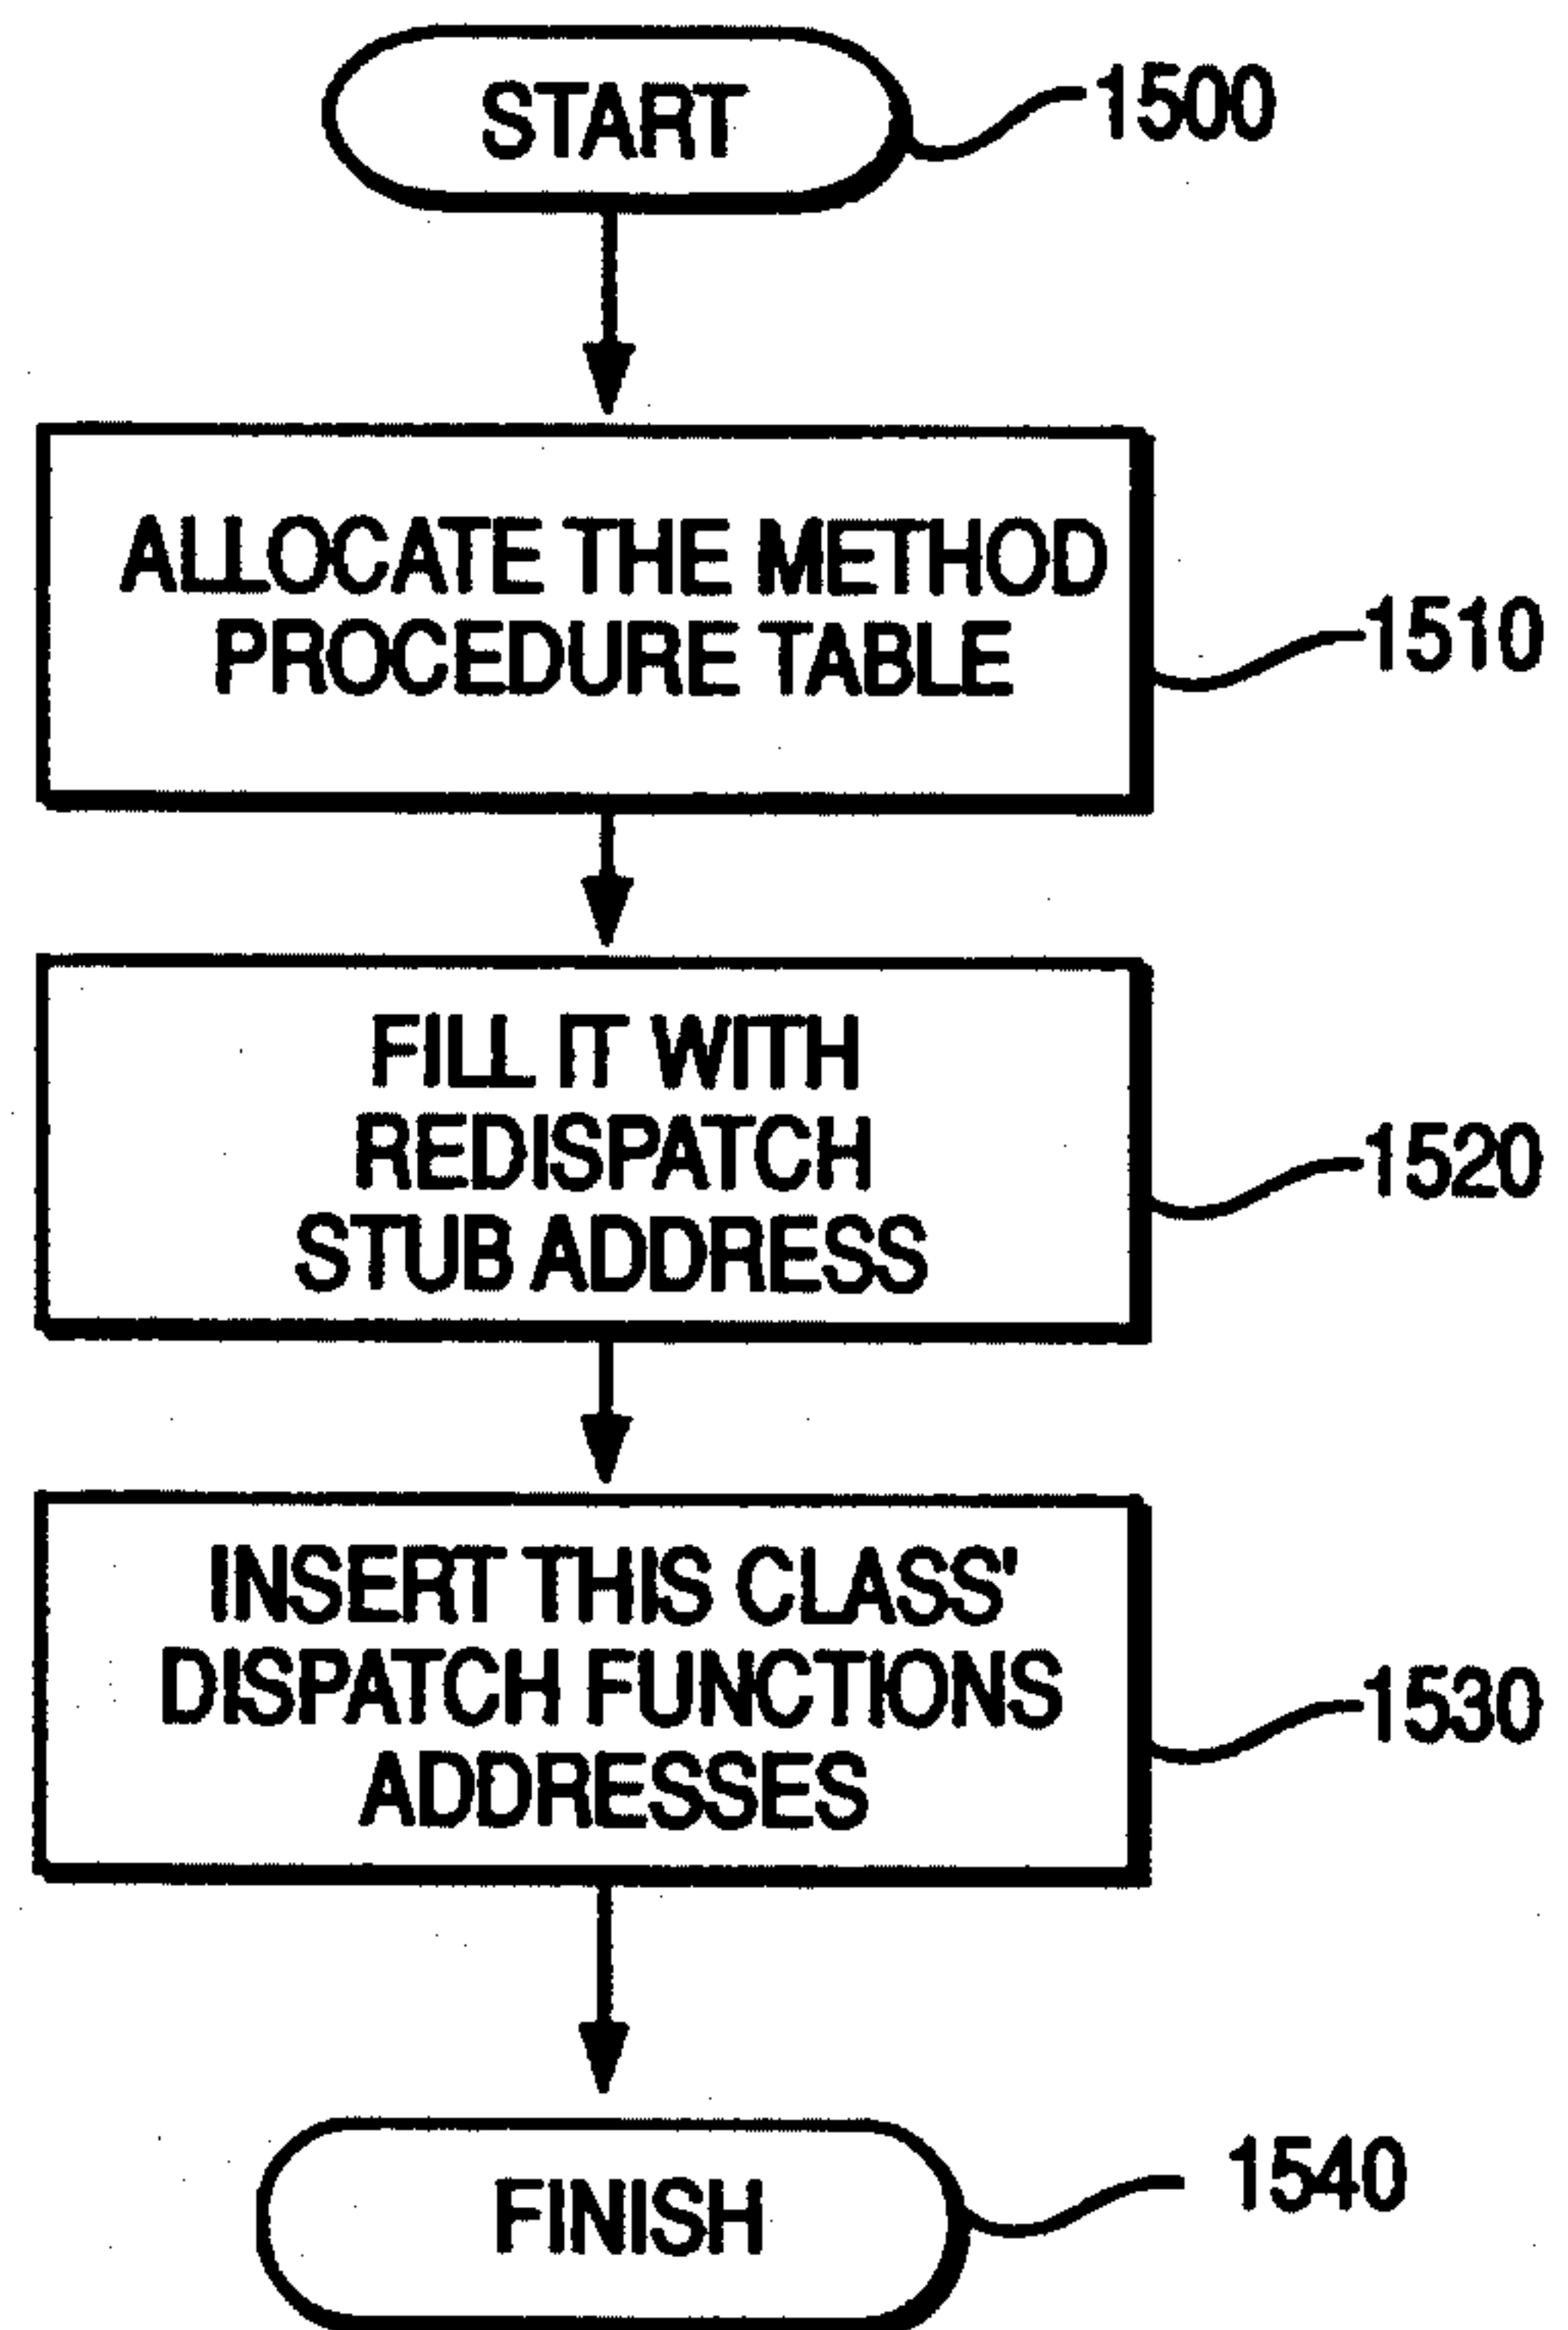 START
1500
ALLOCATE THE METHOD
PROCEDURE TABLE
1510
FILL IT WITH
REDISPATCH
STUB ADDRESS
1520
INSERT THIS CLASS'
DISPATCH FUNCTIONS
ADDRESSES
1530
FINISH
1540